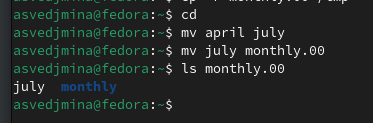 asvedjmina@fedora:~$ cd
asvedjmina@fedora:~$ mv april july
asvedjmina@fedora:~$ mv july monthly.00
asvedjmina@fedora:~$ ls monthly.00
july  monthly
asvedjmina@fedora:~$